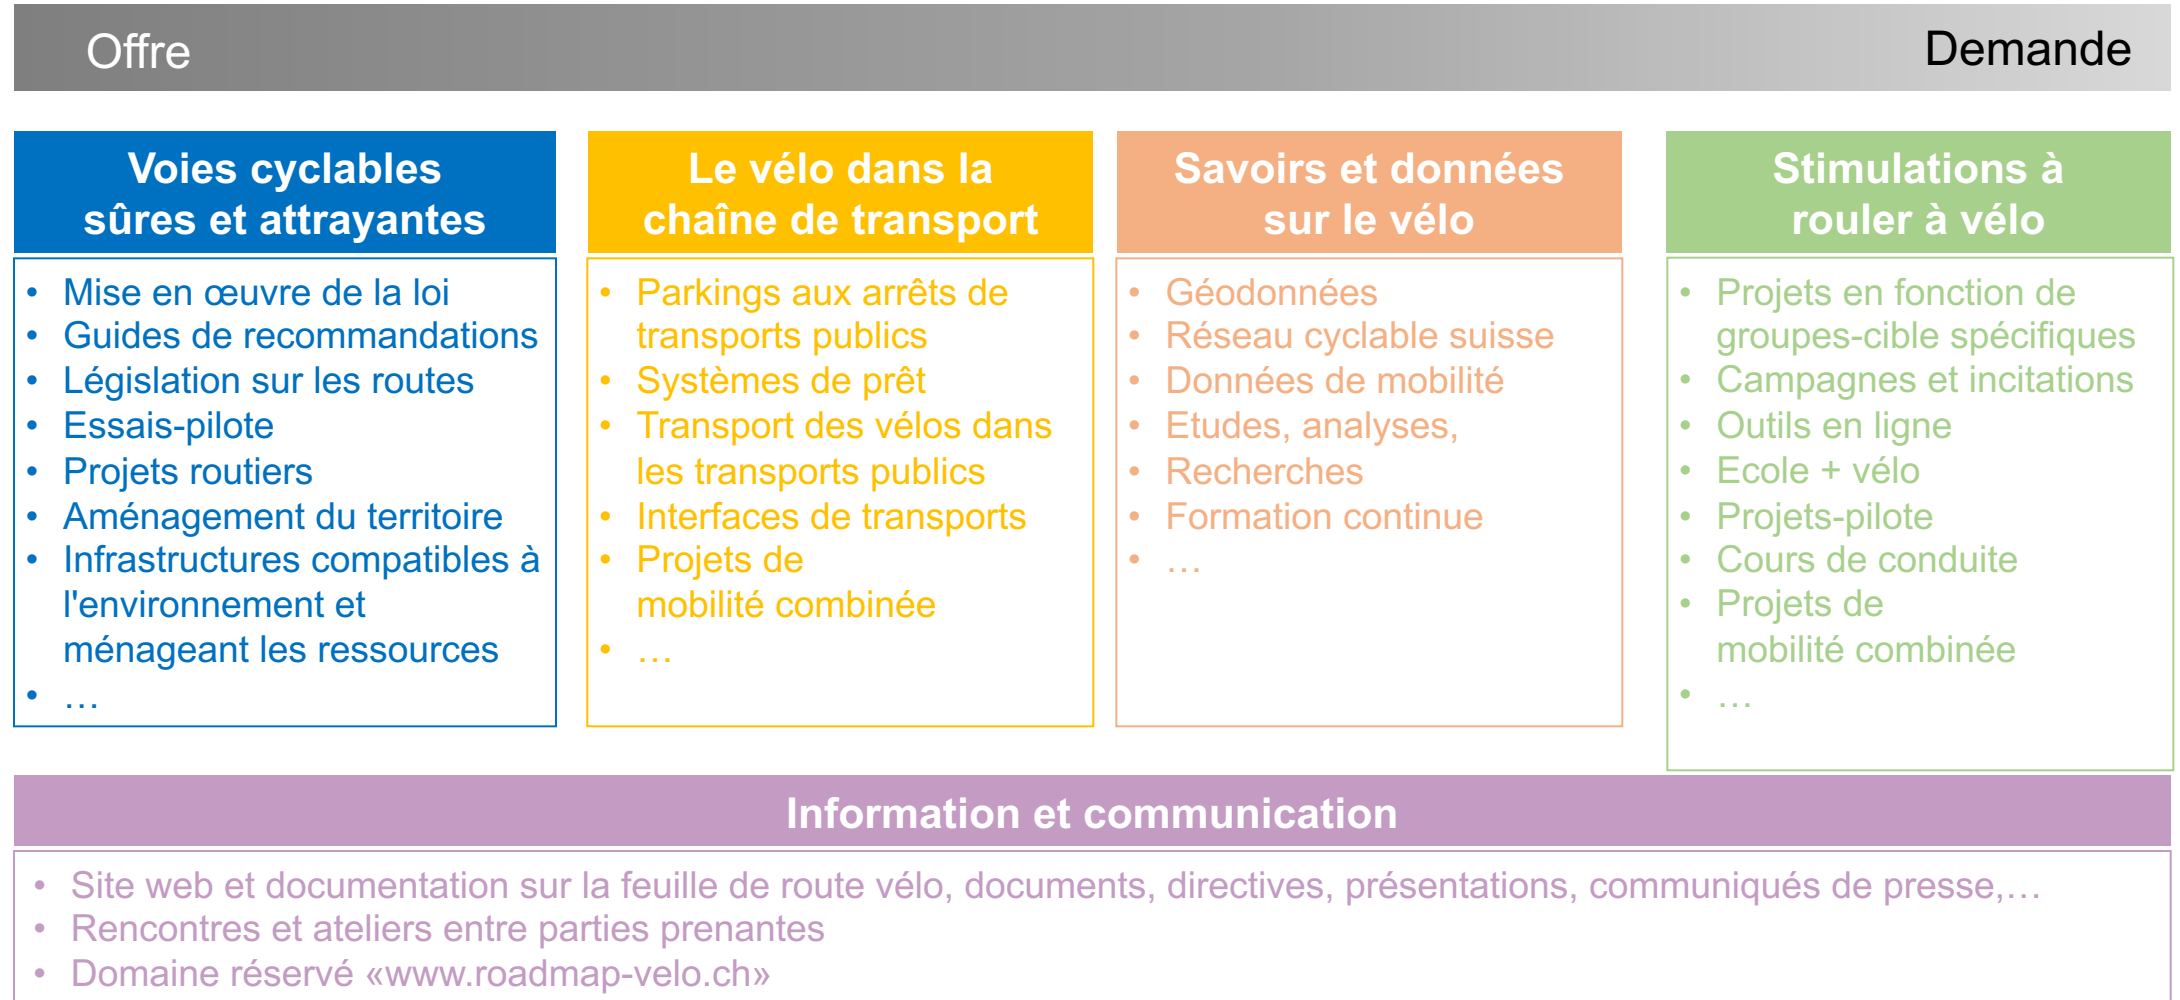 Offre
Demande
Voies cyclables
sûres et attrayantes
• Mise en œuvre de la loi
• Guides de recommandations
• Législation sur les routes
• Essais-pilote
• Projets routiers
• Aménagement du territoire
• Infrastructures compatibles à
l'environnement et
ménageant les ressources
• …
Le vélo dans la
chaîne de transport
• Parkings aux arrêts de
transports publics
• Systèmes de prêt
• Transport des vélos dans
les transports publics
• Interfaces de transports
• Projets de
mobilité combinée
• …
Savoirs et données
sur le vélo
• Géodonnées
• Réseau cyclable suisse
• Données de mobilité
• Etudes, analyses,
• Recherches
• Formation continue
• …
Stimulations à
rouler à vélo
• Projets en fonction de
groupes-cible spécifiques
• Campagnes et incitations
• Outils en ligne
• Ecole + vélo
• Projets-pilote
• Cours de conduite
• Projets de
mobilité combinée
• …
Information et communication
• Site web et documentation sur la feuille de route vélo, documents, directives, présentations, communiqués de presse,…
• Rencontres et ateliers entre parties prenantes
• Domaine réservé «www.roadmap-velo.ch»